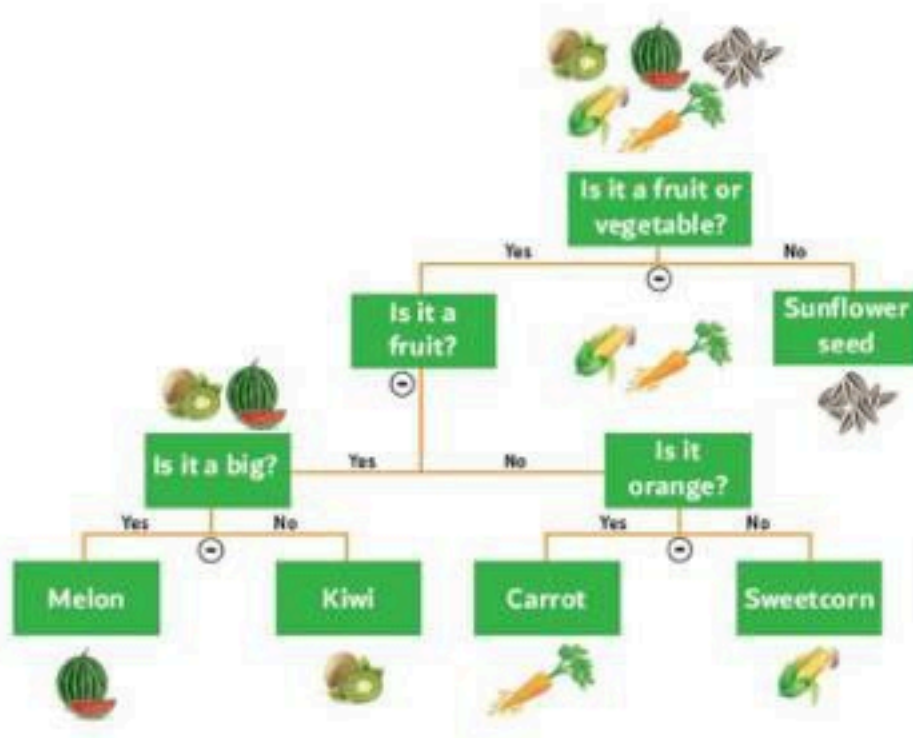 Is it a fruit or
vegetable?
Yes
No
Is it a
fruit?
Sunflower
seed
Is it a big?
Yes
No
Is it
orange?
Yes
No
Yes
No
Melon
Kiwi
Carrot
Sweetcorn